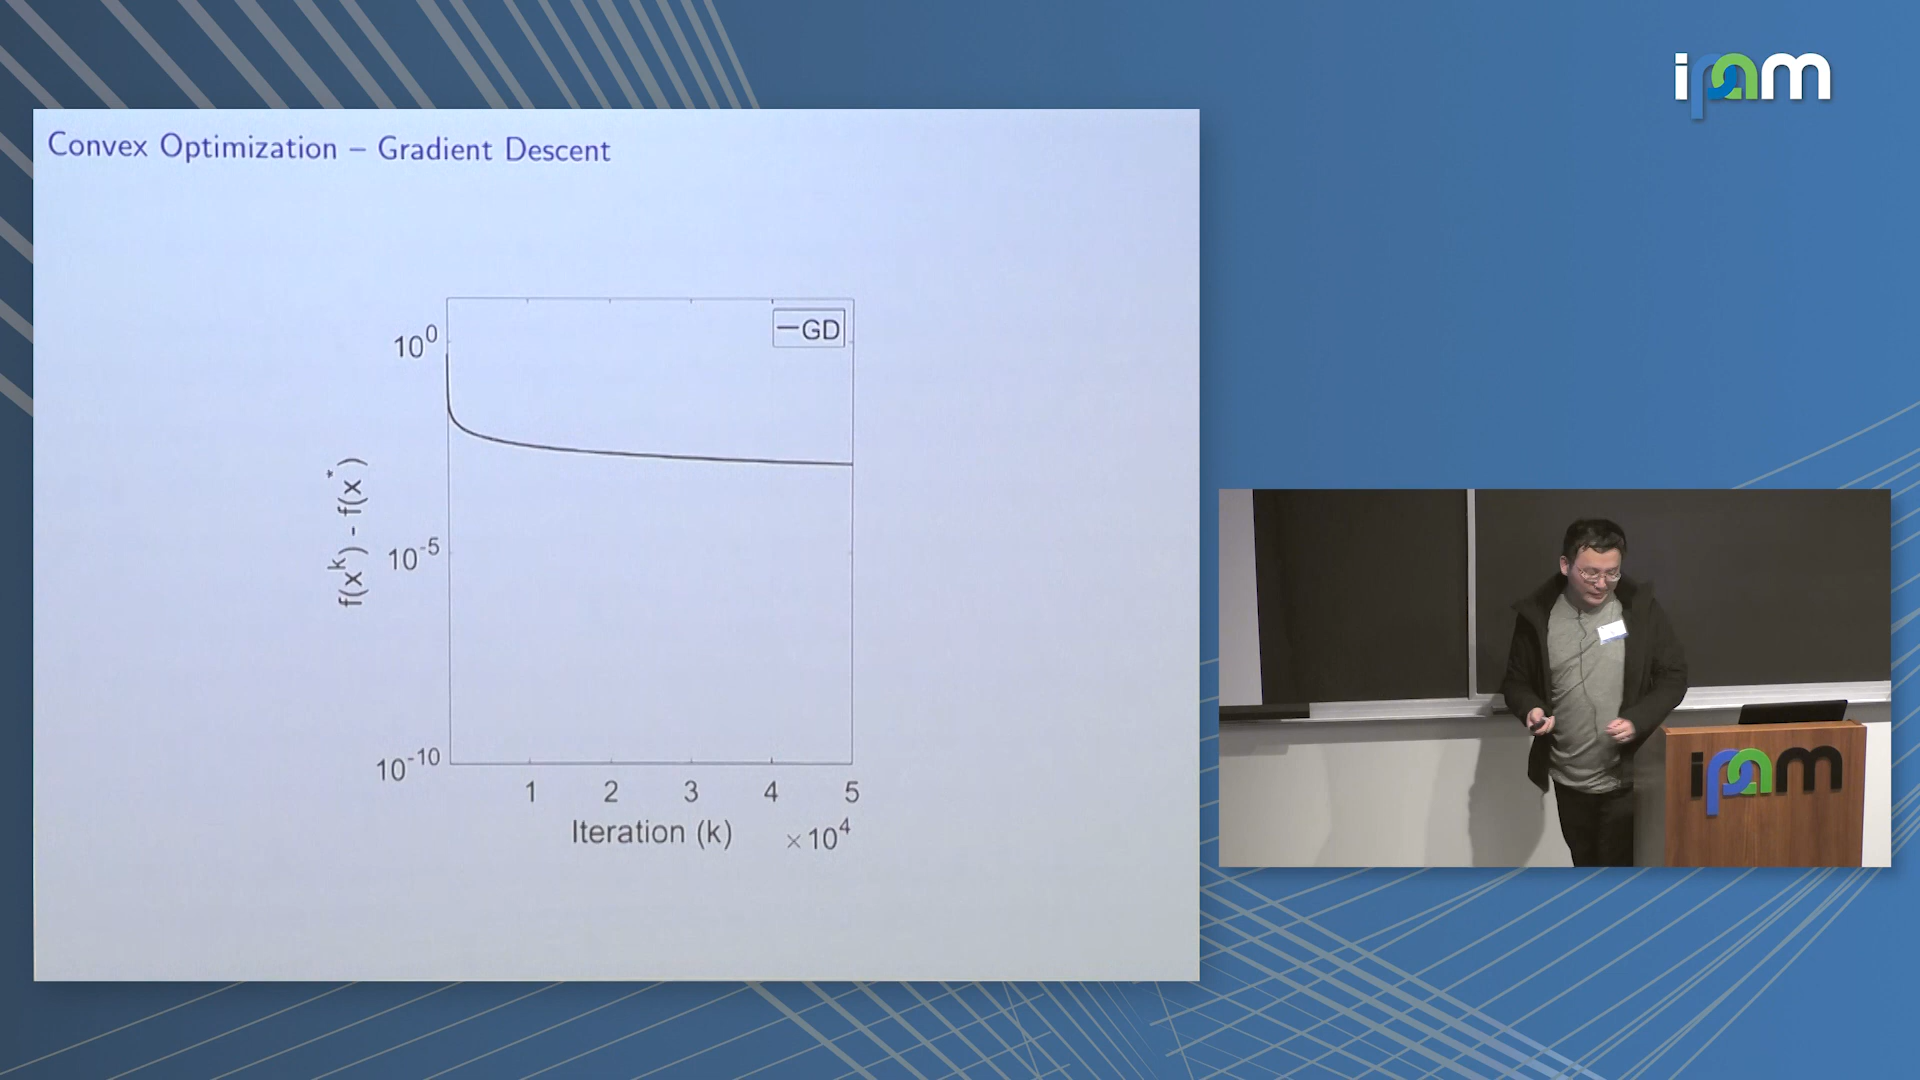 ipam
Convex Optimization – Gradient Descent
GD
10^0
10^-5
10^-10
f(x^k) - f(x^*)
1 2 3 4 5
Iteration (k) ×10^4
ipam